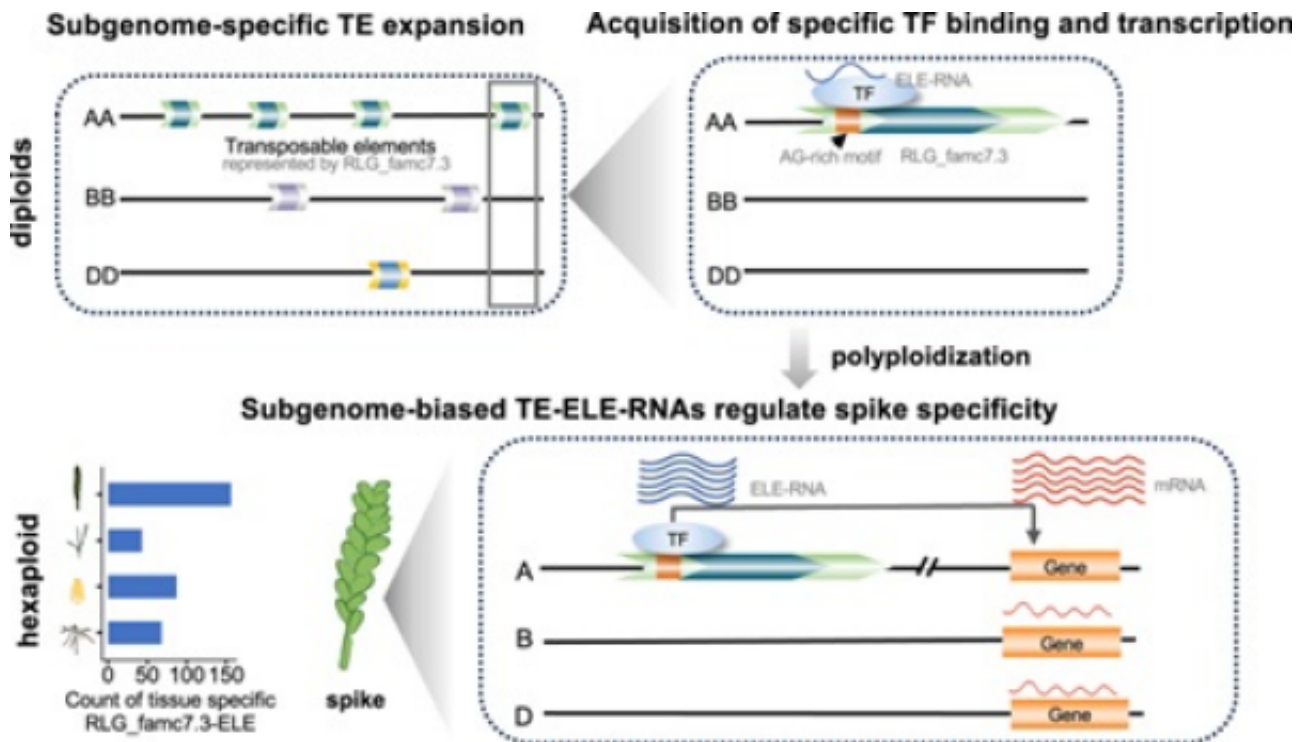 Subgenome-specific TE expansion
Acquisition of specific TF binding and transcription
diploids
AA
Transposable elements
represented by RLG_famc7.3
BB
DD
ELE-RNA
TF
AA
AG-rich motif
RLG_famc7.3
BB
DD
polyploidization
Subgenome-biased TE-ELE-RNAs regulate spike specificity
hexaploid
0 50 100 150
Count of tissue specific
RLG_famc7.3-ELE
spike
ELE-RNA
mRNA
TF
A
Gene
B
Gene
D
Gene